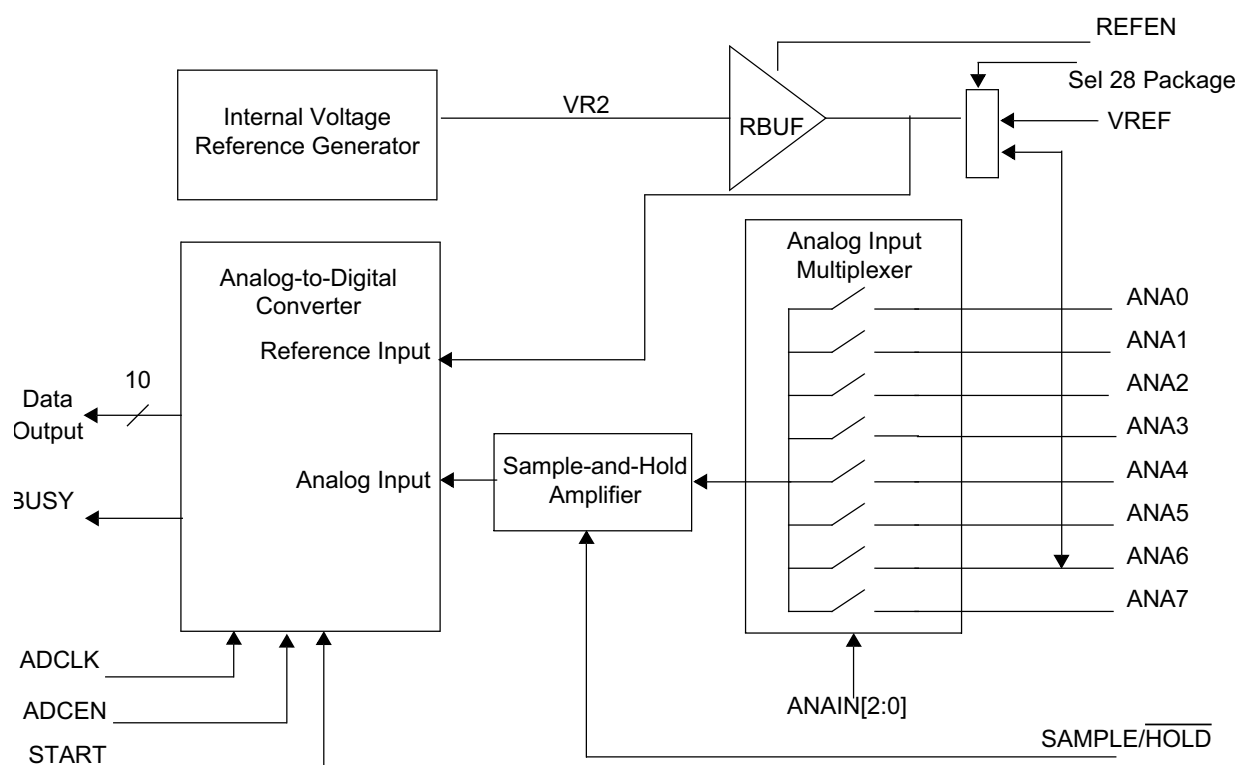 REFEN
Sel 28 Package
Internal Voltage
Reference Generator
VR2
RBUF
VREF
Analog Input
Multiplexer
Analog-to-Digital
Converter
Reference Input
ANA0
ANA1
ANA2
ANA3
ANA4
ANA5
ANA6
ANA7
10
Data
Output
Analog Input
Sample-and-Hold
Amplifier
BUSY
ADCLK
ADCEN
START
ANAIN[2:0]
SAMPLE/HOLD